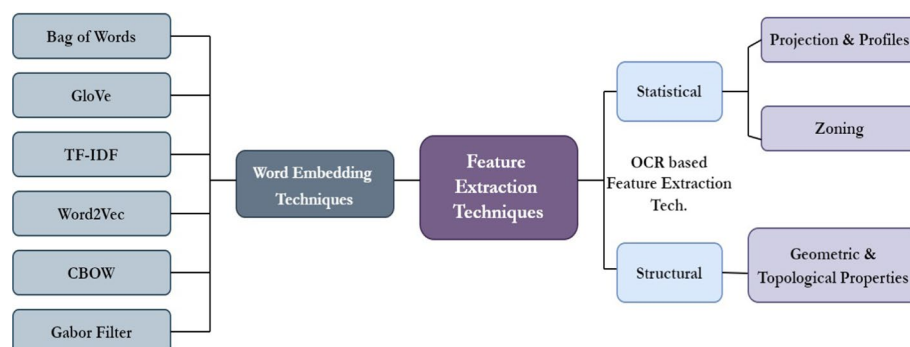 Bag of Words
GloVe
TF-IDF
Word2Vec
CBOW
Gabor Filter
Word Embedding
Techniques
Feature
Extraction
Techniques
Statistical
OCR based
Feature Extraction
Tech.
Structural
Projection & Profiles
Zoning
Geometric &
Topological Properties